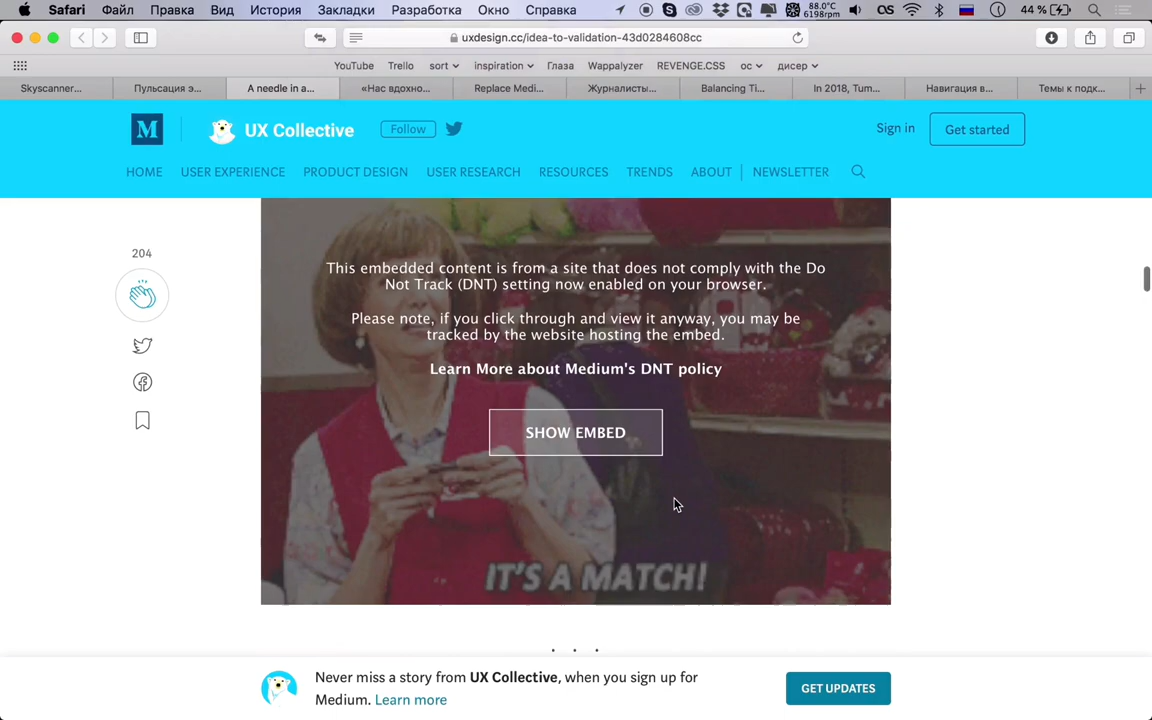 Safari Файл Правка Вид История Закладки Разработка Окно Справка 88.0°C 6198rpm 44 %
uxdesign.cc/idea-to-validation-43d0284608cc
YouTube Trello sort inspiration Глаза Wappalyzer REVENGE.CSS ос дисер
Skyscanner... Пульсация э... A needle in a... «Нас вдохно... Replace Medi... Журналисты... Balancing Ti... In 2018, Tum... Навигация в... Темы к подк...
M UX Collective Follow Sign in Get started
HOME USER EXPERIENCE PRODUCT DESIGN USER RESEARCH RESOURCES TRENDS ABOUT NEWSLETTER
204
This embedded content is from a site that does not comply with the Do
Not Track (DNT) setting now enabled on your browser.
Please note, if you click through and view it anyway, you may be
tracked by the website hosting the embed.
Learn More about Medium's DNT policy
SHOW EMBED
IT'S A MATCH!
Never miss a story from UX Collective, when you sign up for
Medium. Learn more
GET UPDATES